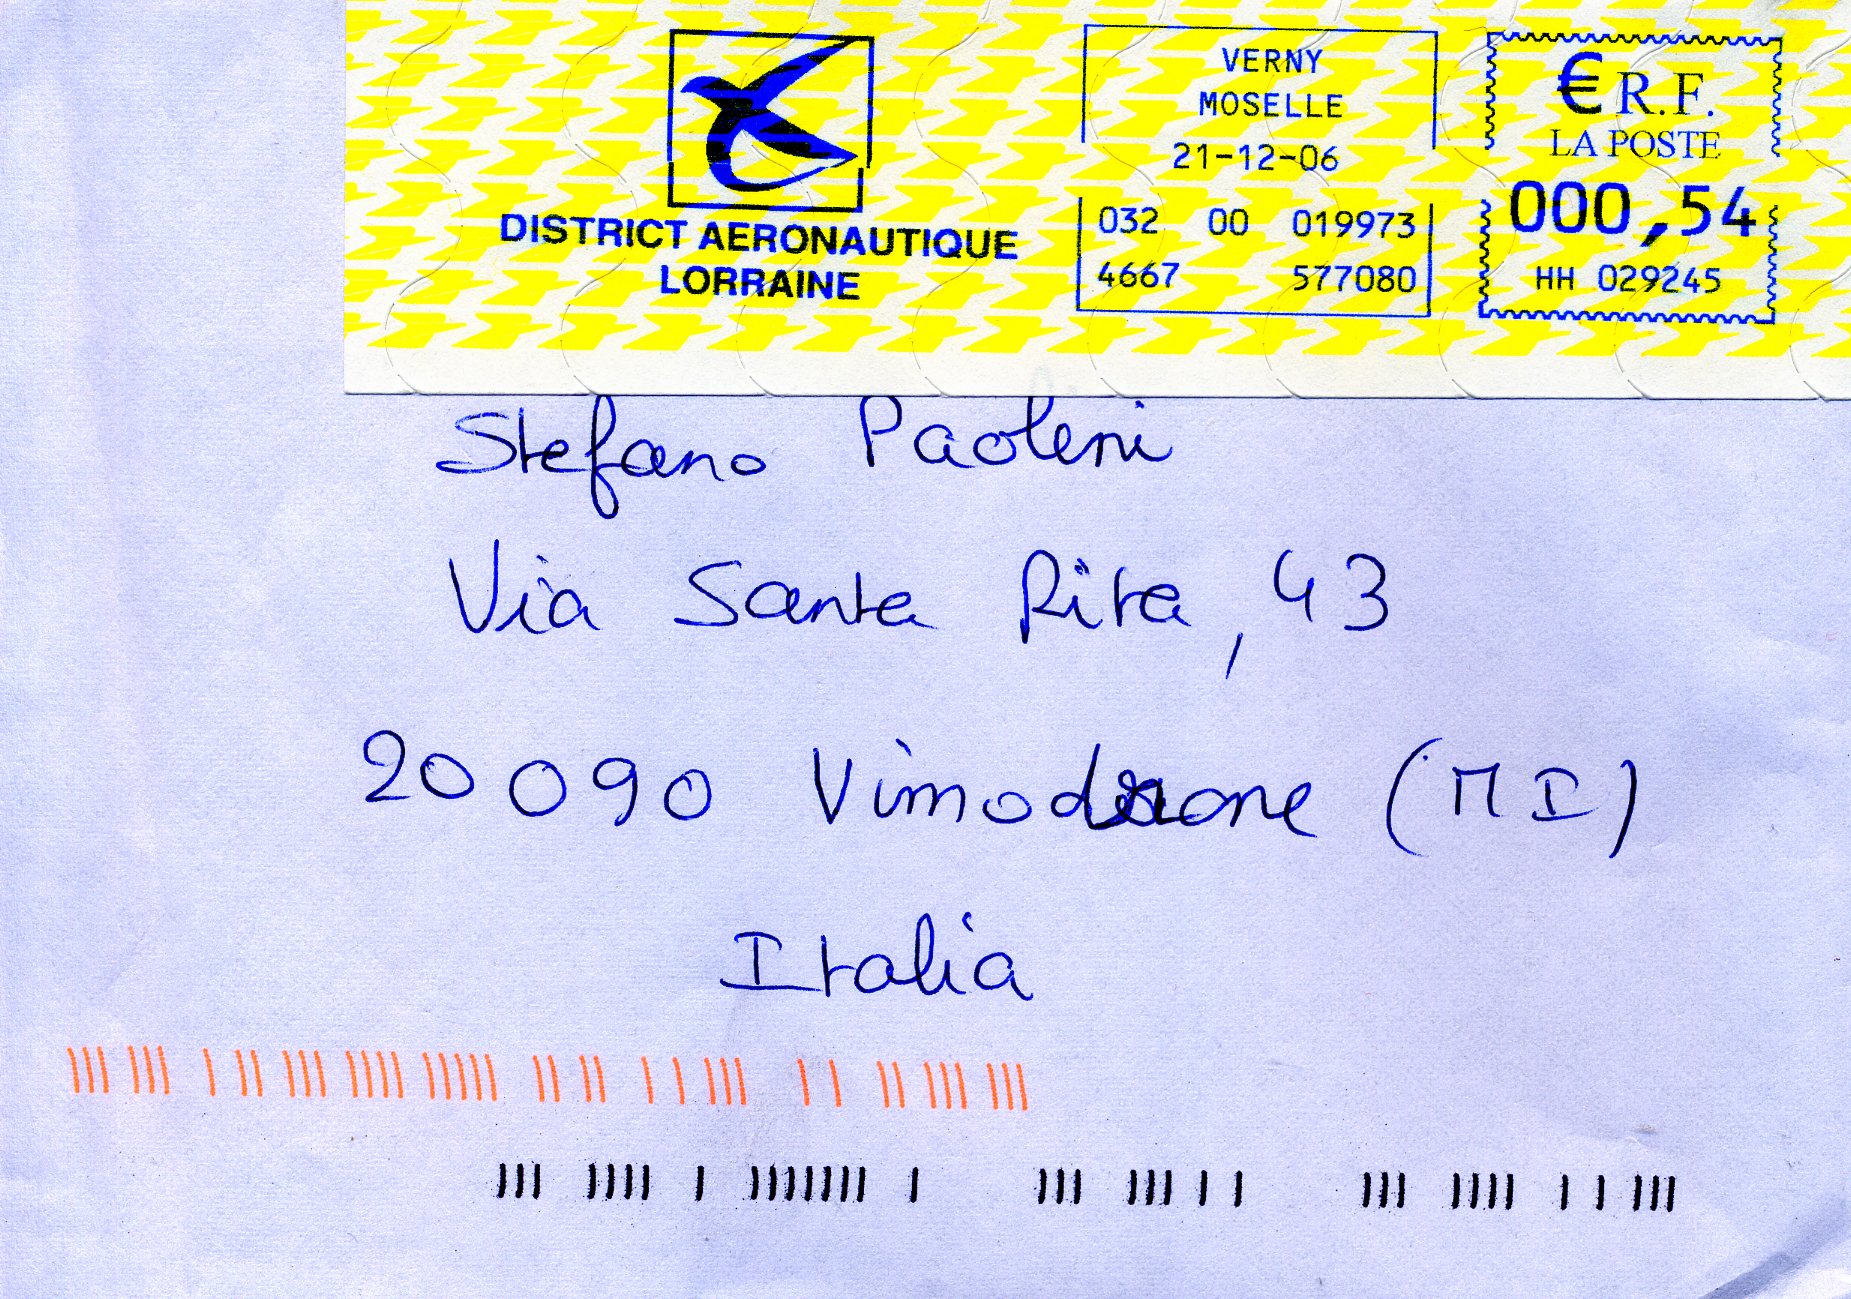 DISTRICT AERONAUTIQUE
LORRAINE
VERNY
MOSELLE
21-12-06
032 00 019973
4667 577080
€ R.F.
LA POSTE
000,54
HH 029245
Stefano Paoleni
Via Santa Rita, 43
20090 Vimodrone (MI)
Italia